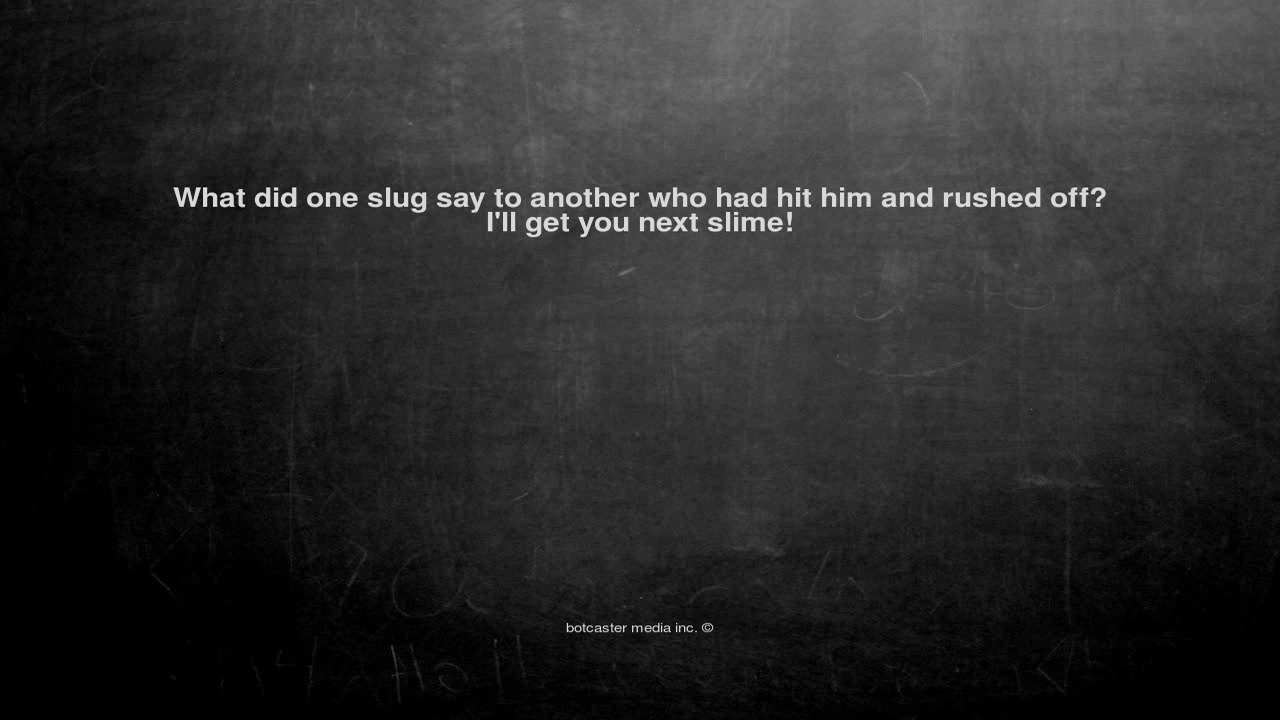 What did one slug say to another who had hit him and rushed off?
I'll get you next slime!
botcaster media inc. ©